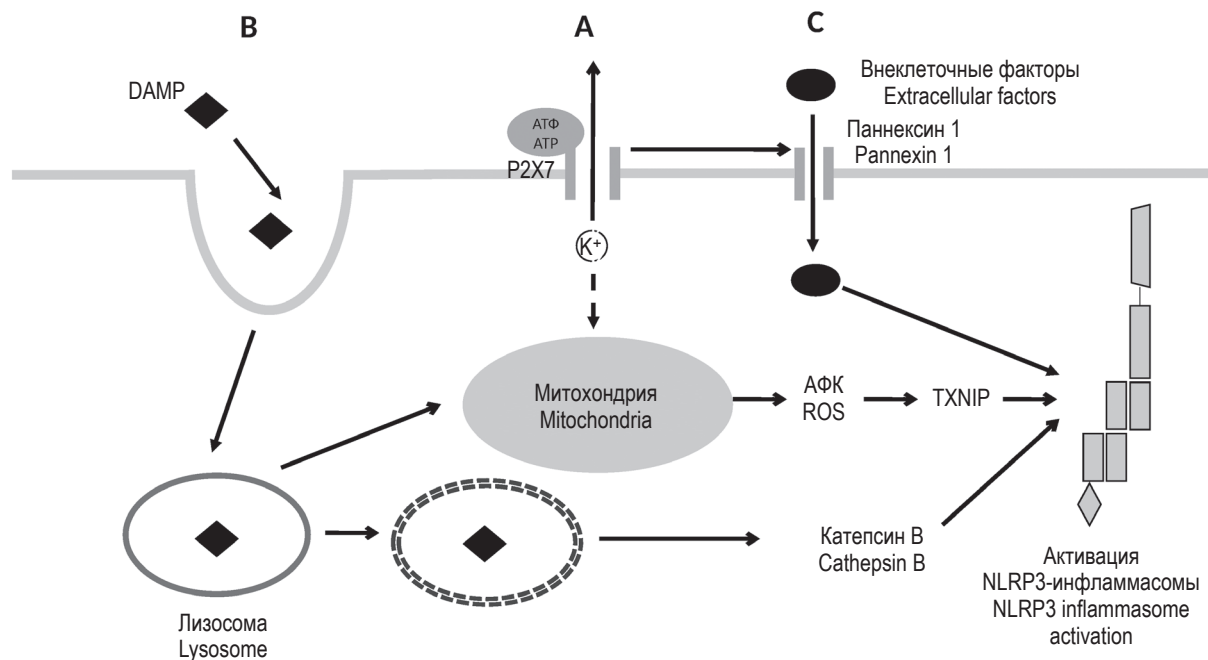 B
A
C
DAMP
АТФ
ATP
P2X7
Внеклеточные факторы
Extracellular factors
Паннексин 1
Pannexin 1
K+
Митохондрия
Mitochondria
АФК
ROS
TXNIP
Катепсин B
Cathepsin B
Лизосома
Lysosome
Активация
NLRP3-инфламмасомы
NLRP3 inflammasome
activation